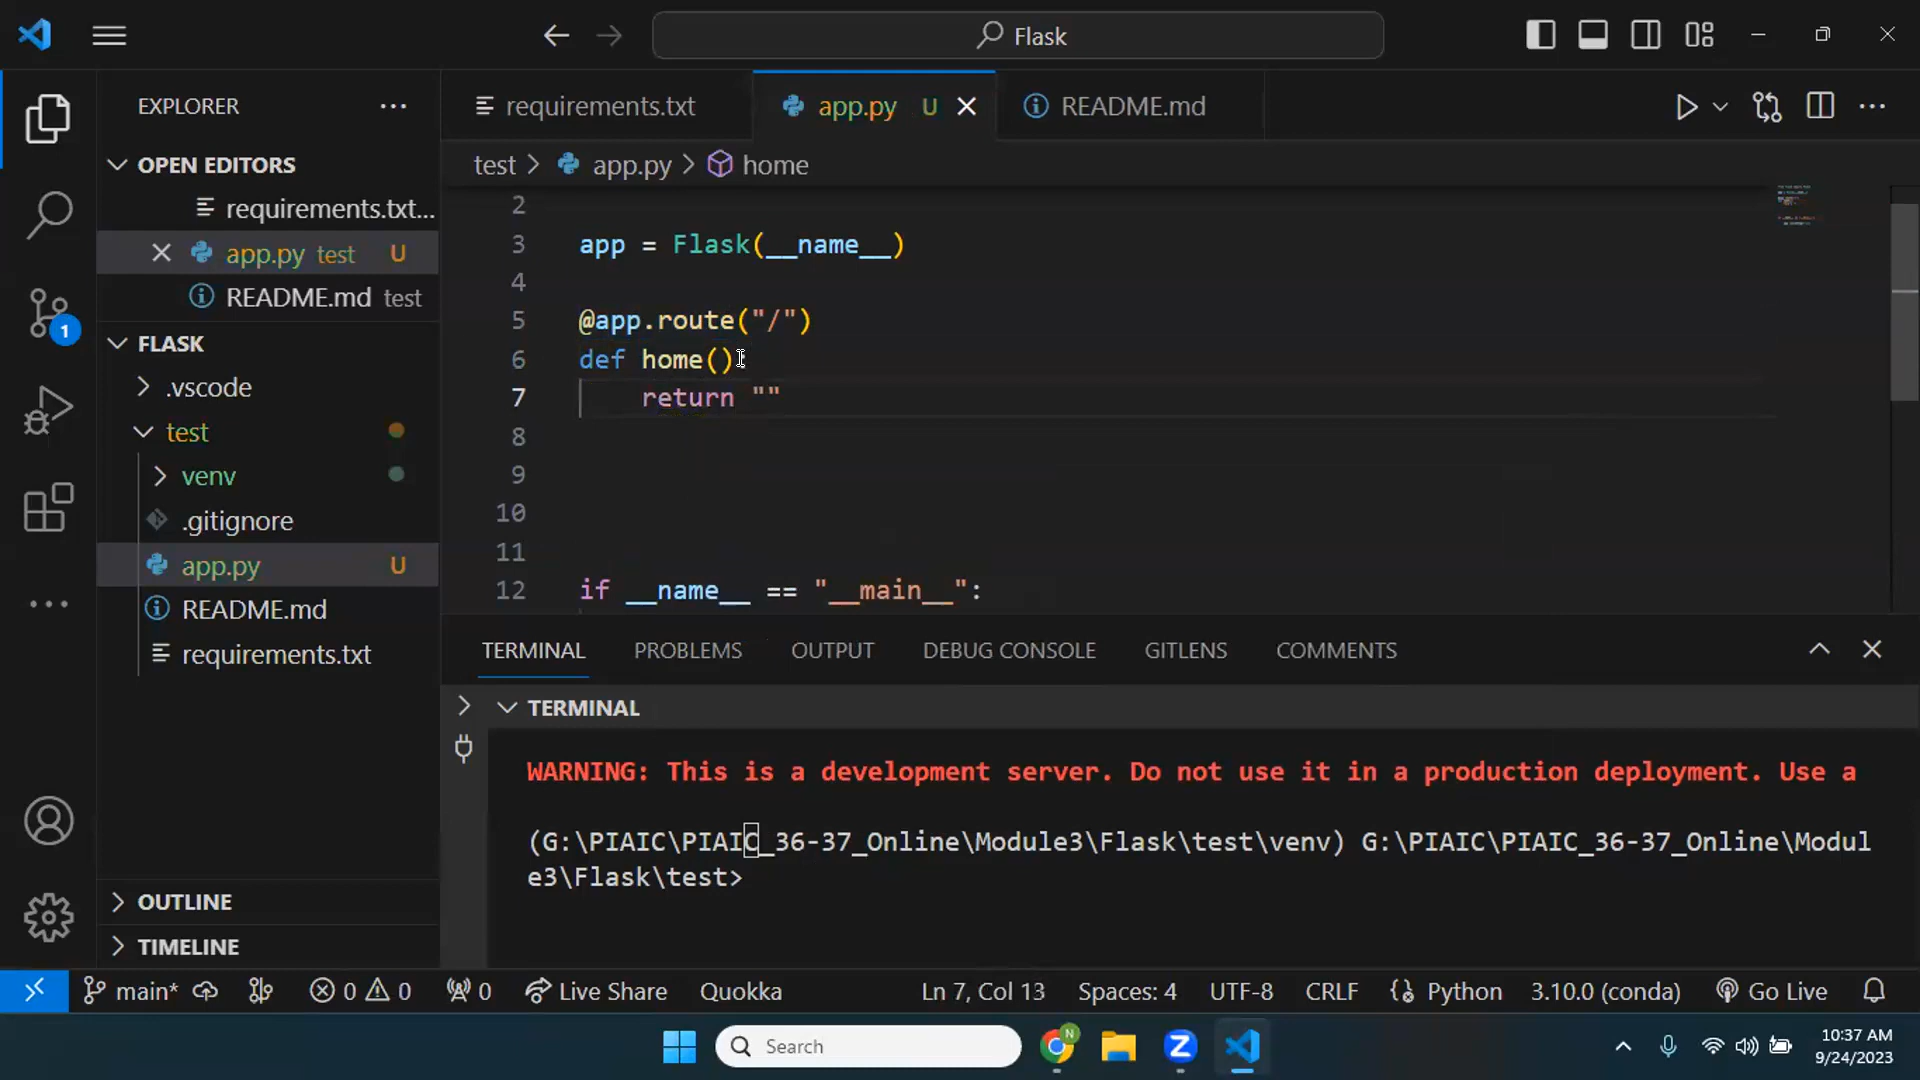 Flask
EXPLORER
requirements.txt
app.py U
README.md
OPEN EDITORS
requirements.txt...
app.py test U
README.md test
FLASK
.vscode
test
venv
.gitignore
app.py U
README.md
requirements.txt
OUTLINE
TIMELINE
test > app.py > home
2
3 app = Flask(__name__)
4
5 @app.route("/")
6 def home():
7 return ""
8
9
10
11
12 if __name__ == "__main__":
TERMINAL PROBLEMS OUTPUT DEBUG CONSOLE GITLENS COMMENTS
TERMINAL
WARNING: This is a development server. Do not use it in a production deployment. Use a
(G:\PIAIC\PIAIC_36-37_Online\Module3\Flask\test\venv) G:\PIAIC\PIAIC_36-37_Online\Modul
e3\Flask\test>
1
main* 0 0 0 Live Share Quokka Ln 7, Col 13 Spaces: 4 UTF-8 CRLF Python 3.10.0 (conda) Go Live
Search
N
Z
10:37 AM
9/24/2023